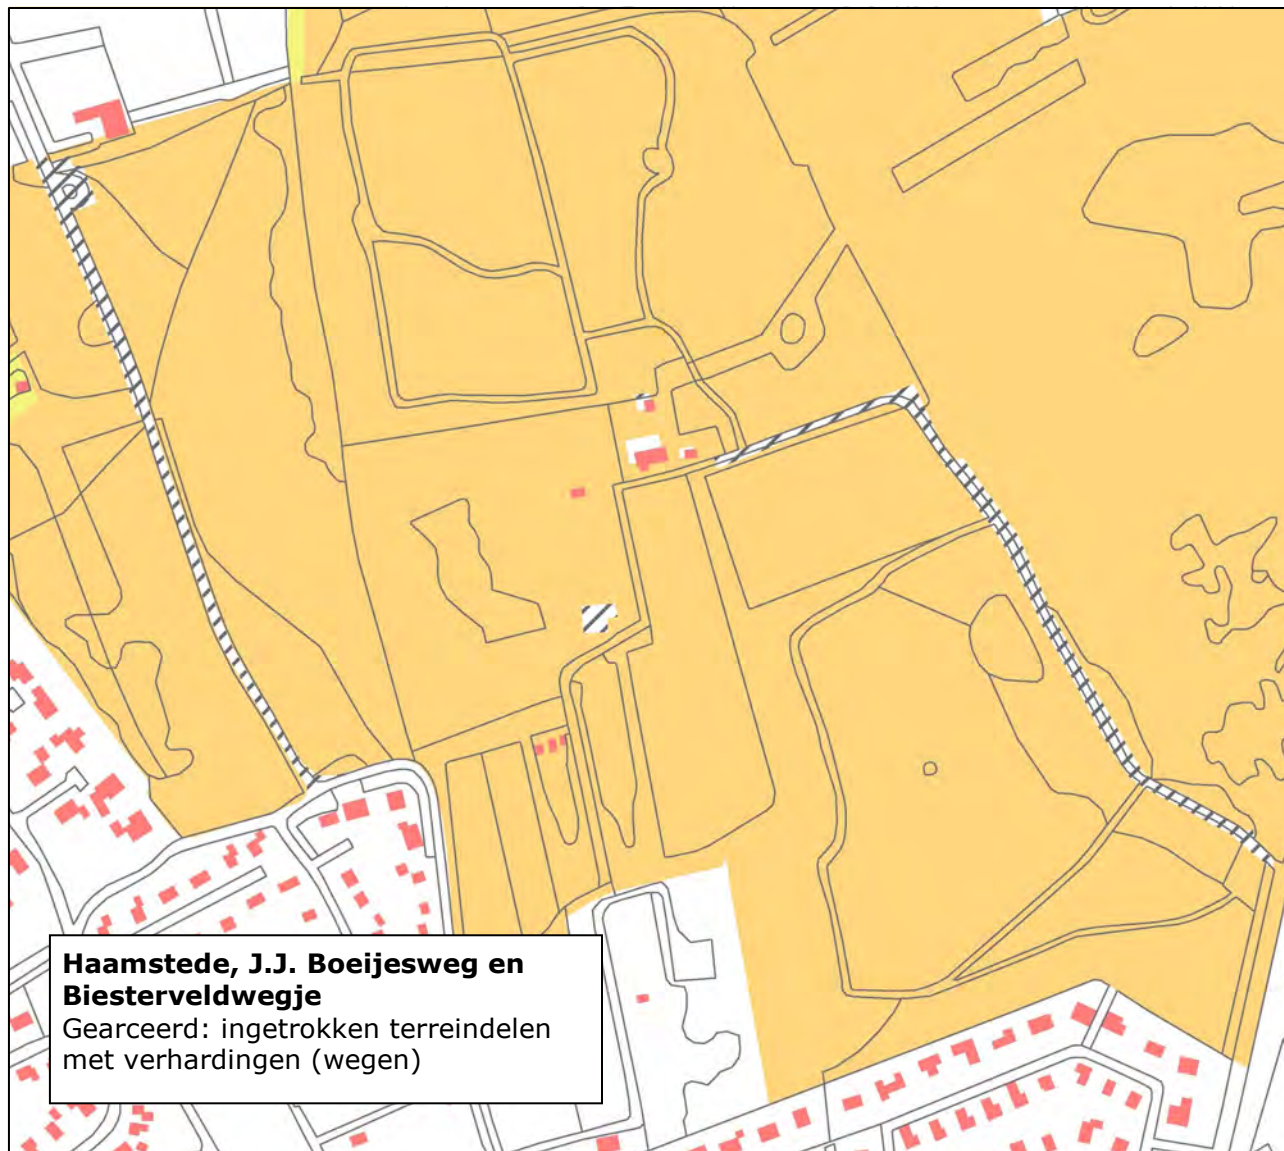 Haamstede, J.J. Boeijesweg en
Biesterveldwegje
Gearceerd: ingetrokken terreindelen
met verhardingen (wegen)